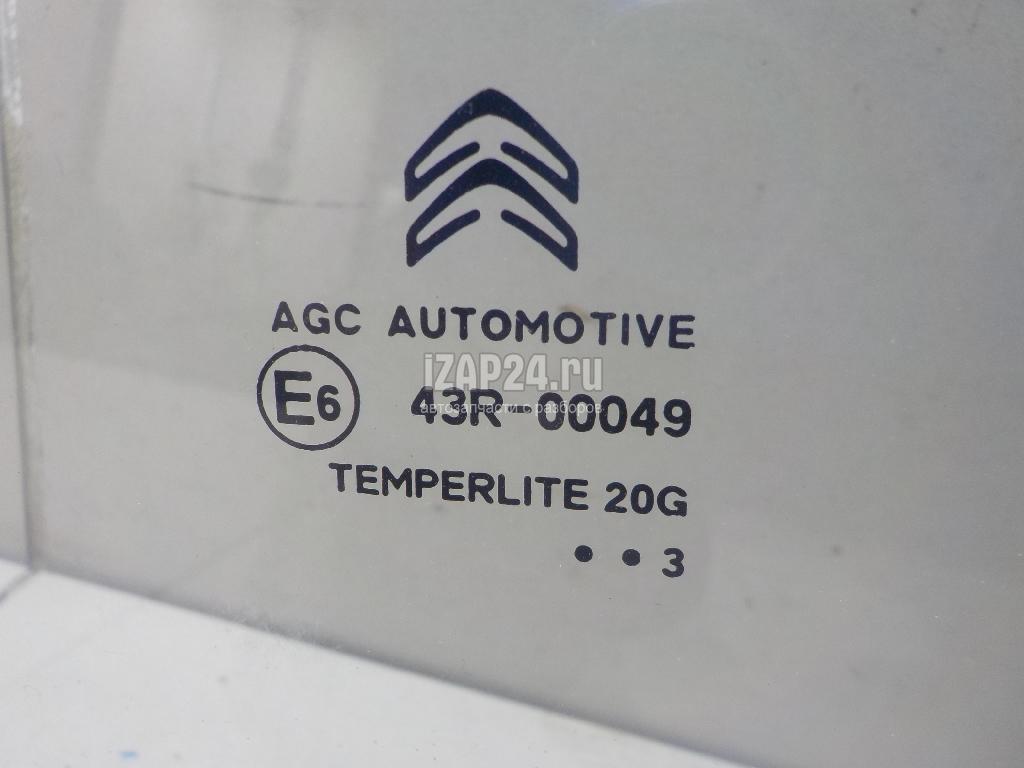 AGC AUTOMOTIVE
iZAP24.ru
E6 43R-00049
автозапчасти с разборов
TEMPERLITE 20G
• • 3